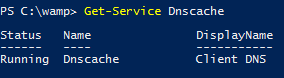 PS C:\wamp> Get-Service Dnscache
Status   Name               DisplayName
------   ----               -----------
Running  Dnscache           Client DNS